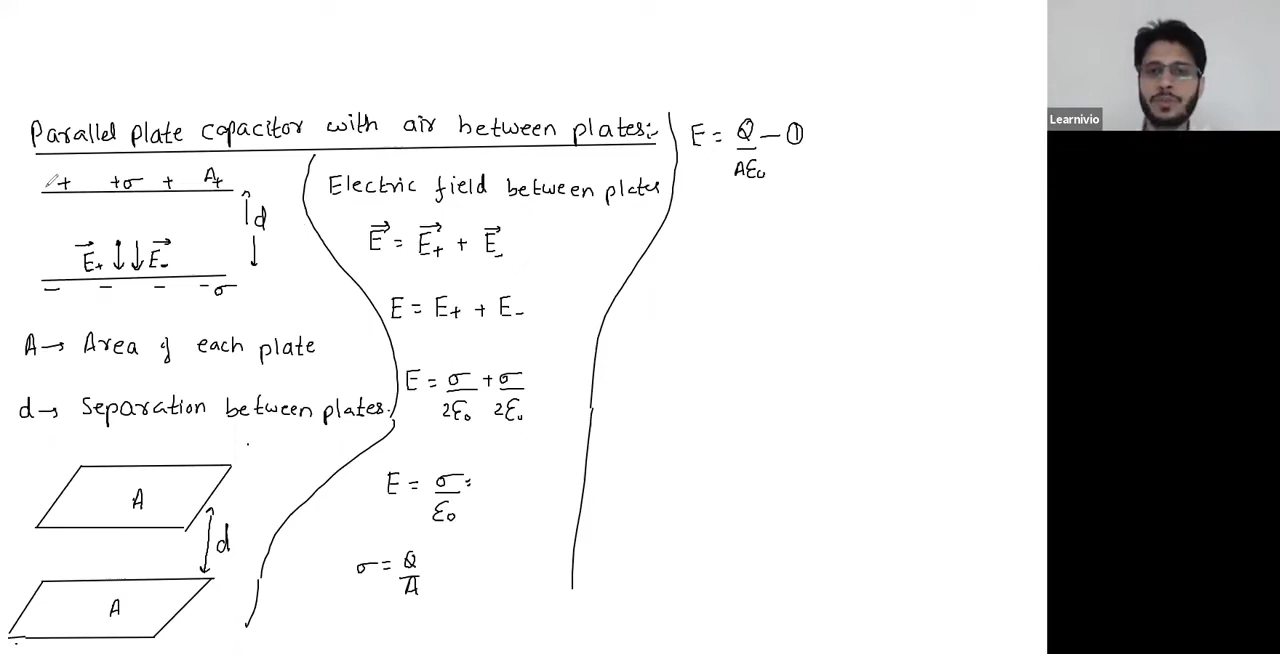 Parallel plate capacitor with air between plates:-
+ +σ + A+
d
E⃗+ E⃗-
- - - -σ
A → Area of each plate
d → Separation between plates.
A
d
A
Electric field between plates
E⃗ = E⃗+ + E⃗-
E = E+ + E-
E = σ/2ε₀ + σ/2ε₀
E = σ/ε₀
σ = Q/A
E = Q/Aε₀ — ①
Learnivio